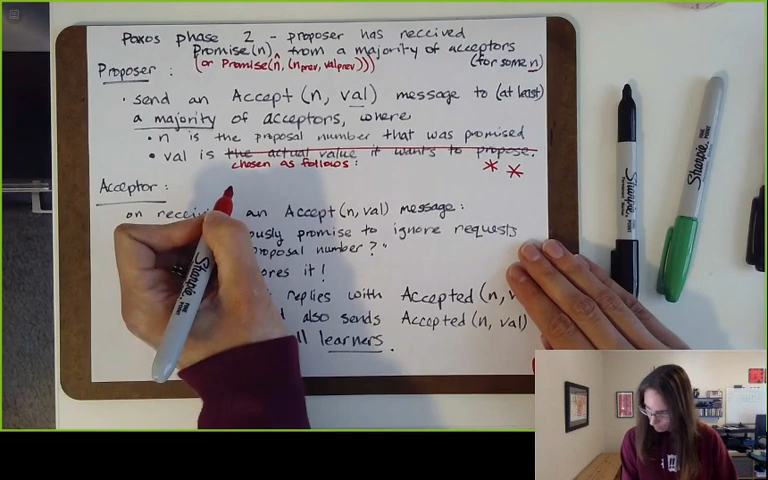 Paxos phase 2 - proposer has received
Promise(n), from a majority of acceptors
(or Promise(n, (nprev, valprev))) (for some n)
Proposer :
• send an Accept (n, val) message to (at least)
a majority of acceptors, where
• n is the proposal number that was promised
• val is the actual value it wants to propose.
chosen as follows :
* *
Acceptor :
on an Accept (n, val) message :
promise to ignore requests
proposal number? "
it !
replies with Accepted (n,
also sends Accepted (n, val)
all learners .
Sharpie
Sharpie
Sharpie